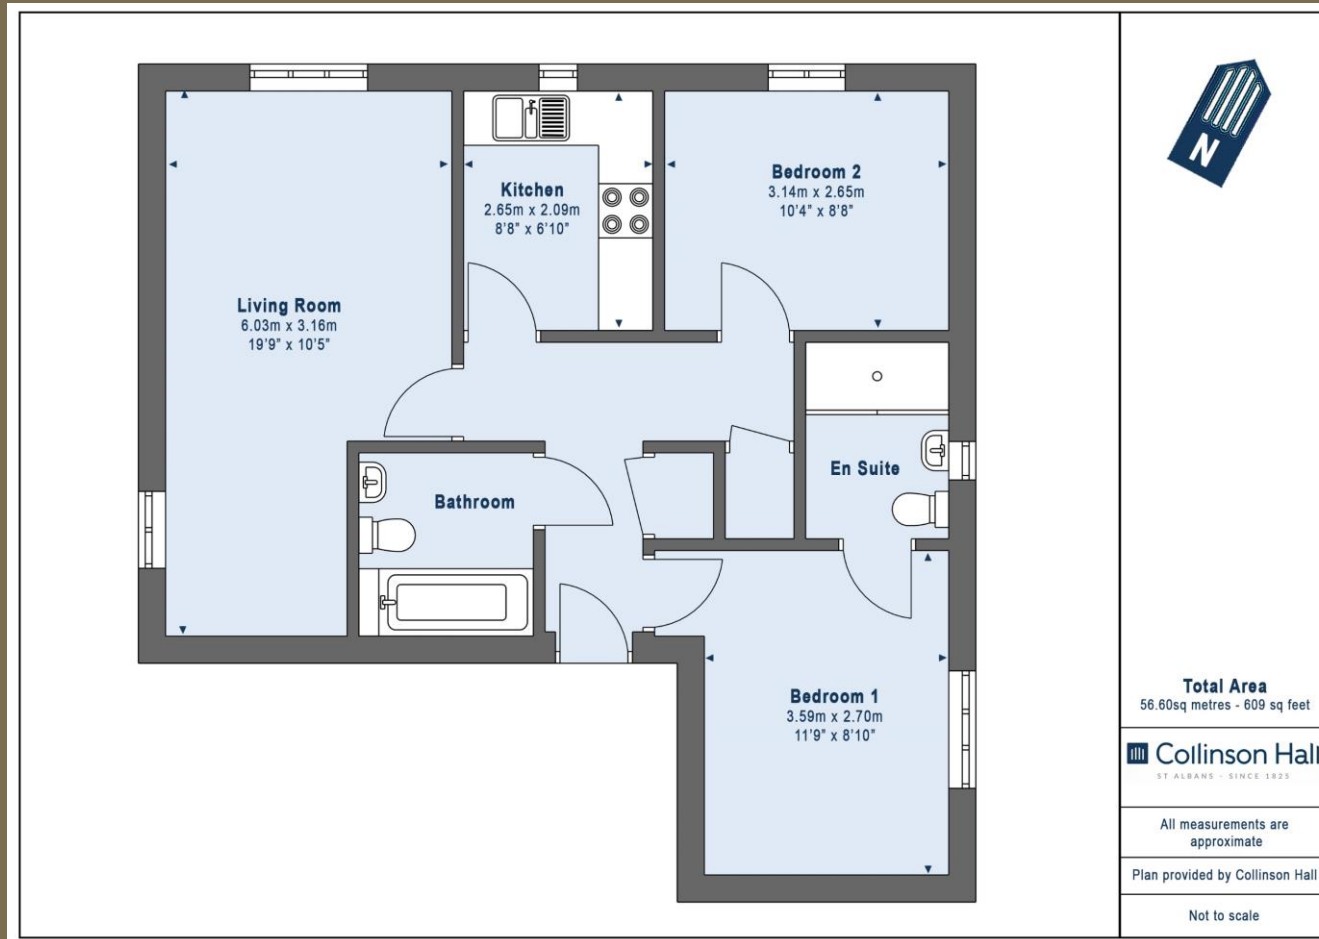 Living Room
6.03m x 3.16m
19'9" x 10'5"
Kitchen
2.65m x 2.09m
8'8" x 6'10"
Bedroom 2
3.14m x 2.65m
10'4" x 8'8"
Bathroom
En Suite
Bedroom 1
3.59m x 2.70m
11'9" x 8'10"
N
Total Area
56.60sq metres - 609 sq feet
Collinson Hall
ST ALBANS - SINCE 1825
All measurements are
approximate
Plan provided by Collinson Hall
Not to scale